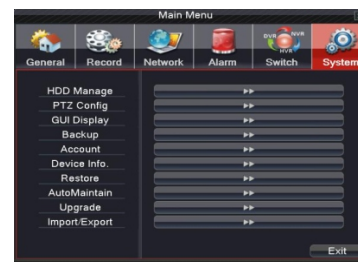 Main Menu
DVR NVR
HVR
General Record Network Alarm Switch System
HDD Manage
PTZ Config
GUI Display
Backup
Account
Device Info.
Restore
AutoMaintain
Upgrade
Import/Export
Exit